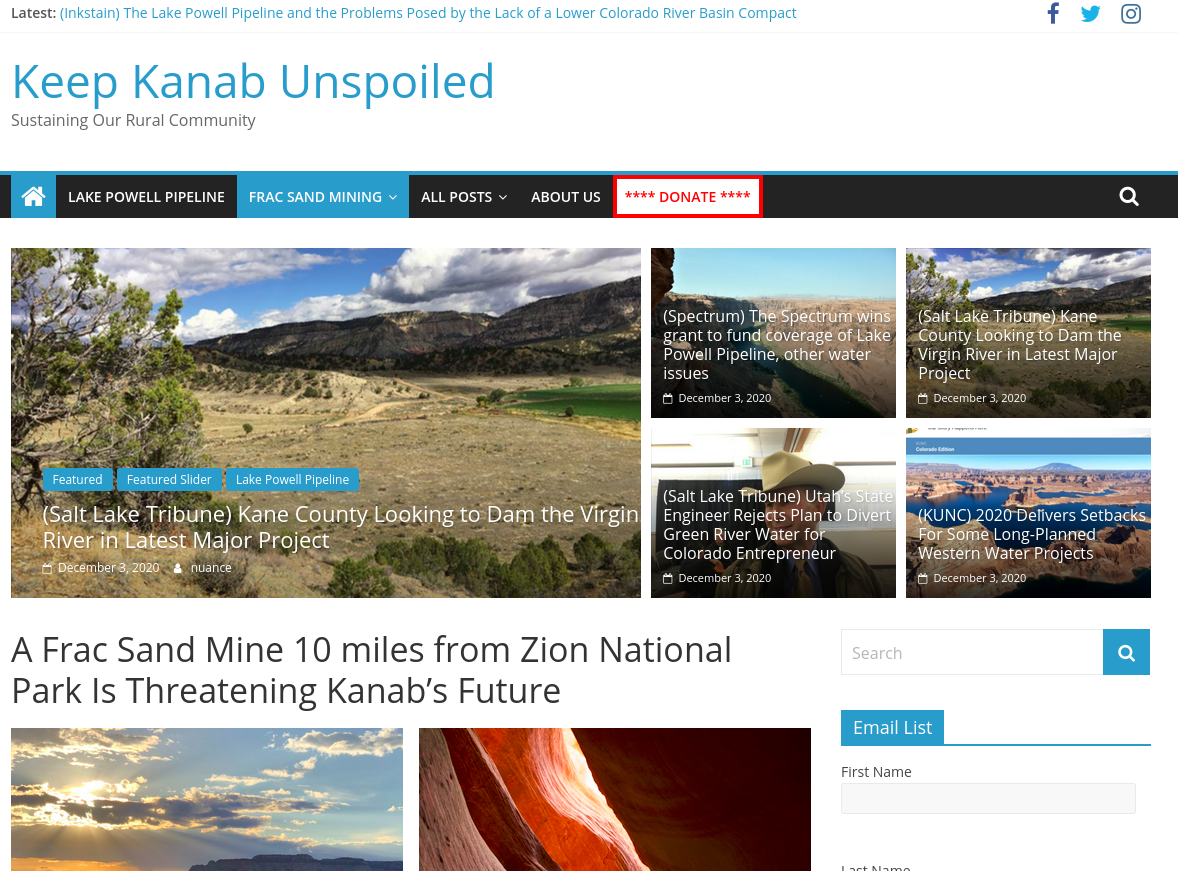 Latest: (Inkstain) The Lake Powell Pipeline and the Problems Posed by the Lack of a Lower Colorado River Basin Compact
Keep Kanab Unspoiled
Sustaining Our Rural Community
LAKE POWELL PIPELINE
FRAC SAND MINING
ALL POSTS
ABOUT US
**** DONATE ****
Featured
Featured Slider
Lake Powell Pipeline
(Salt Lake Tribune) Kane County Looking to Dam the Virgin
River in Latest Major Project
December 3, 2020
nuance
(Spectrum) The Spectrum wins
grant to fund coverage of Lake
Powell Pipeline, other water
issues
December 3, 2020
(Salt Lake Tribune) Kane
County Looking to Dam the
Virgin River in Latest Major
Project
December 3, 2020
(Salt Lake Tribune) Utah's State
Engineer Rejects Plan to Divert
Green River Water for
Colorado Entrepreneur
December 3, 2020
Colorado Edition
(KUNC) 2020 Delivers Setbacks
For Some Long-Planned
Western Water Projects
December 3, 2020
A Frac Sand Mine 10 miles from Zion National
Park Is Threatening Kanab’s Future
Search
Email List
First Name
Last Name